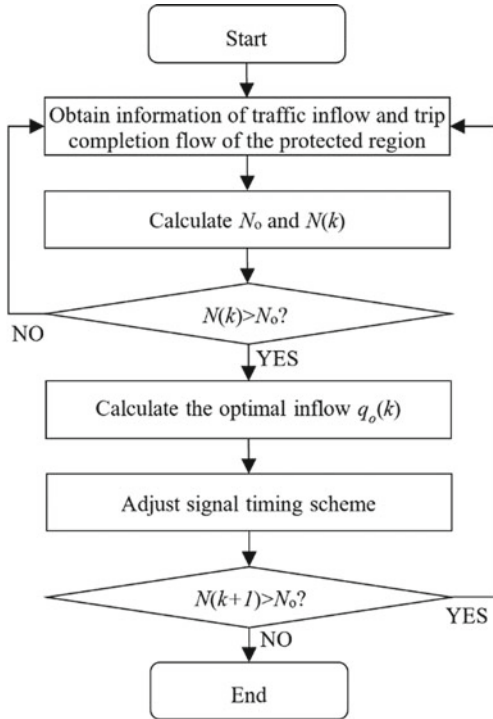 Start
Obtain information of traffic inflow and trip
completion flow of the protected region
Calculate Nₒ and N(k)
N(k)>Nₒ?
NO
YES
Calculate the optimal inflow qₒ(k)
Adjust signal timing scheme
N(k+1)>Nₒ?
YES
NO
End